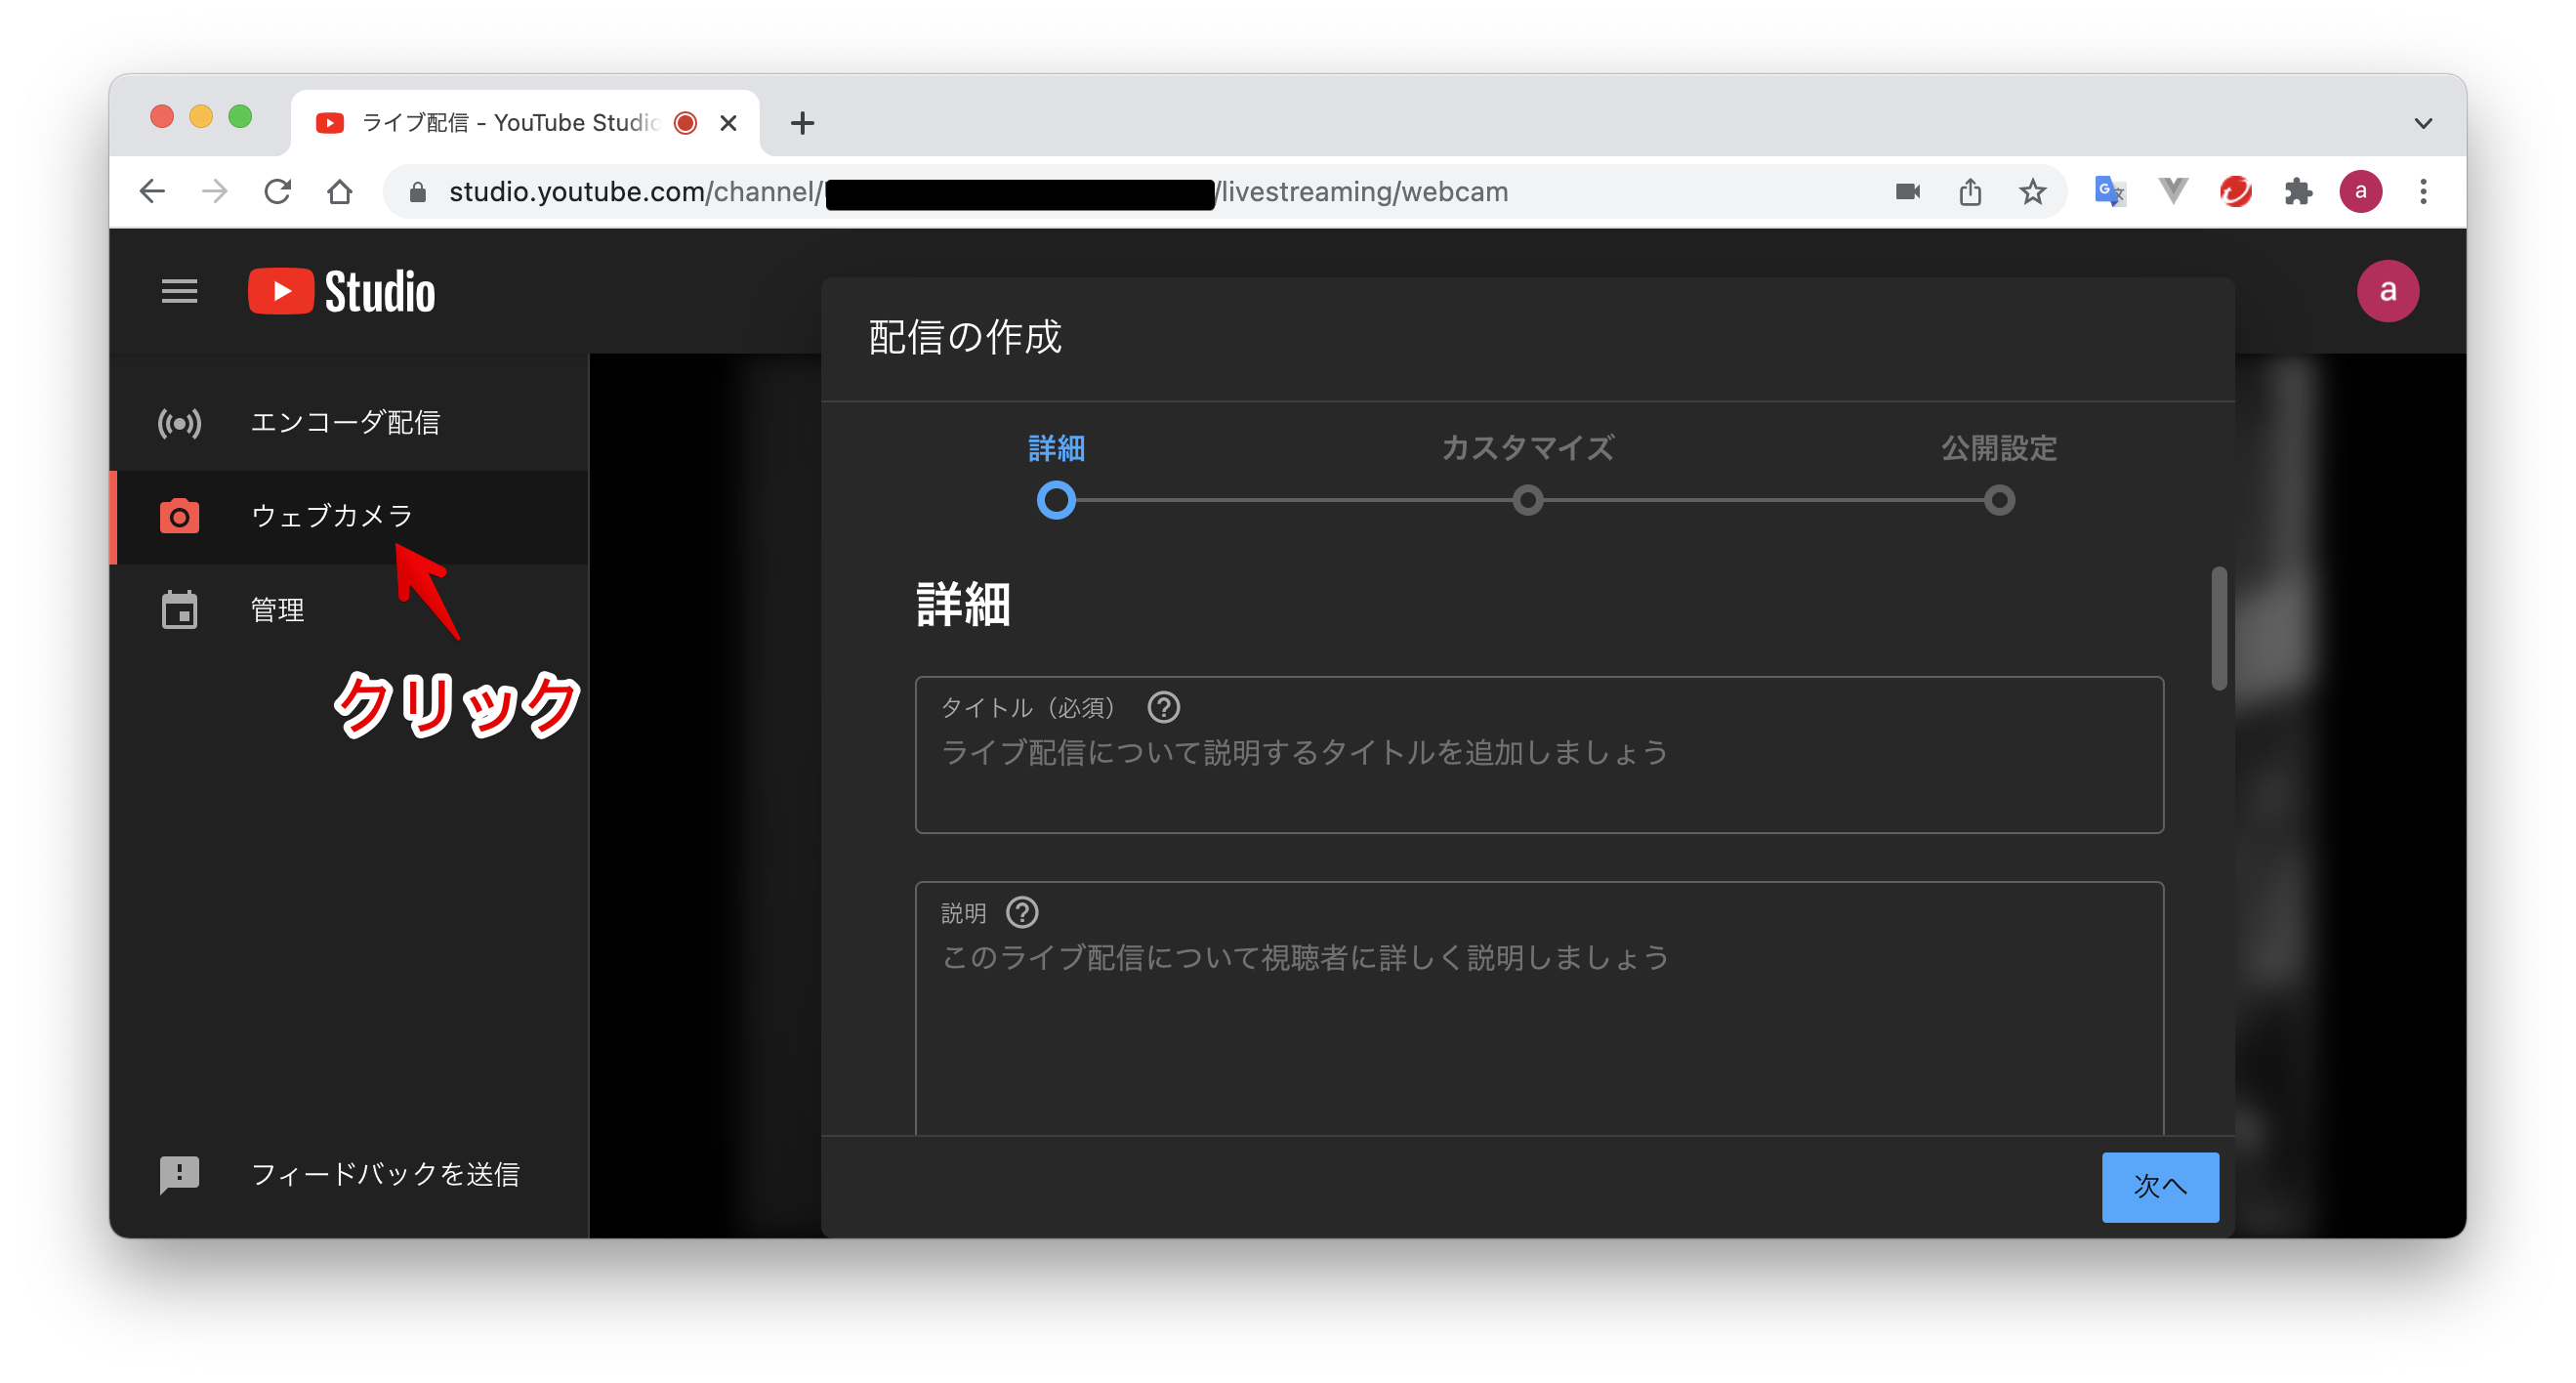 ライブ配信 - YouTube Studio
studio.youtube.com/channel/
/livestreaming/webcam
a
Studio
a
エンコーダ配信
ウェブカメラ
管理
クリック
フィードバックを送信
配信の作成
詳細
カスタマイズ
公開設定
詳細
タイトル（必須）
ライブ配信について説明するタイトルを追加しましょう
説明
このライブ配信について視聴者に詳しく説明しましょう
次へ